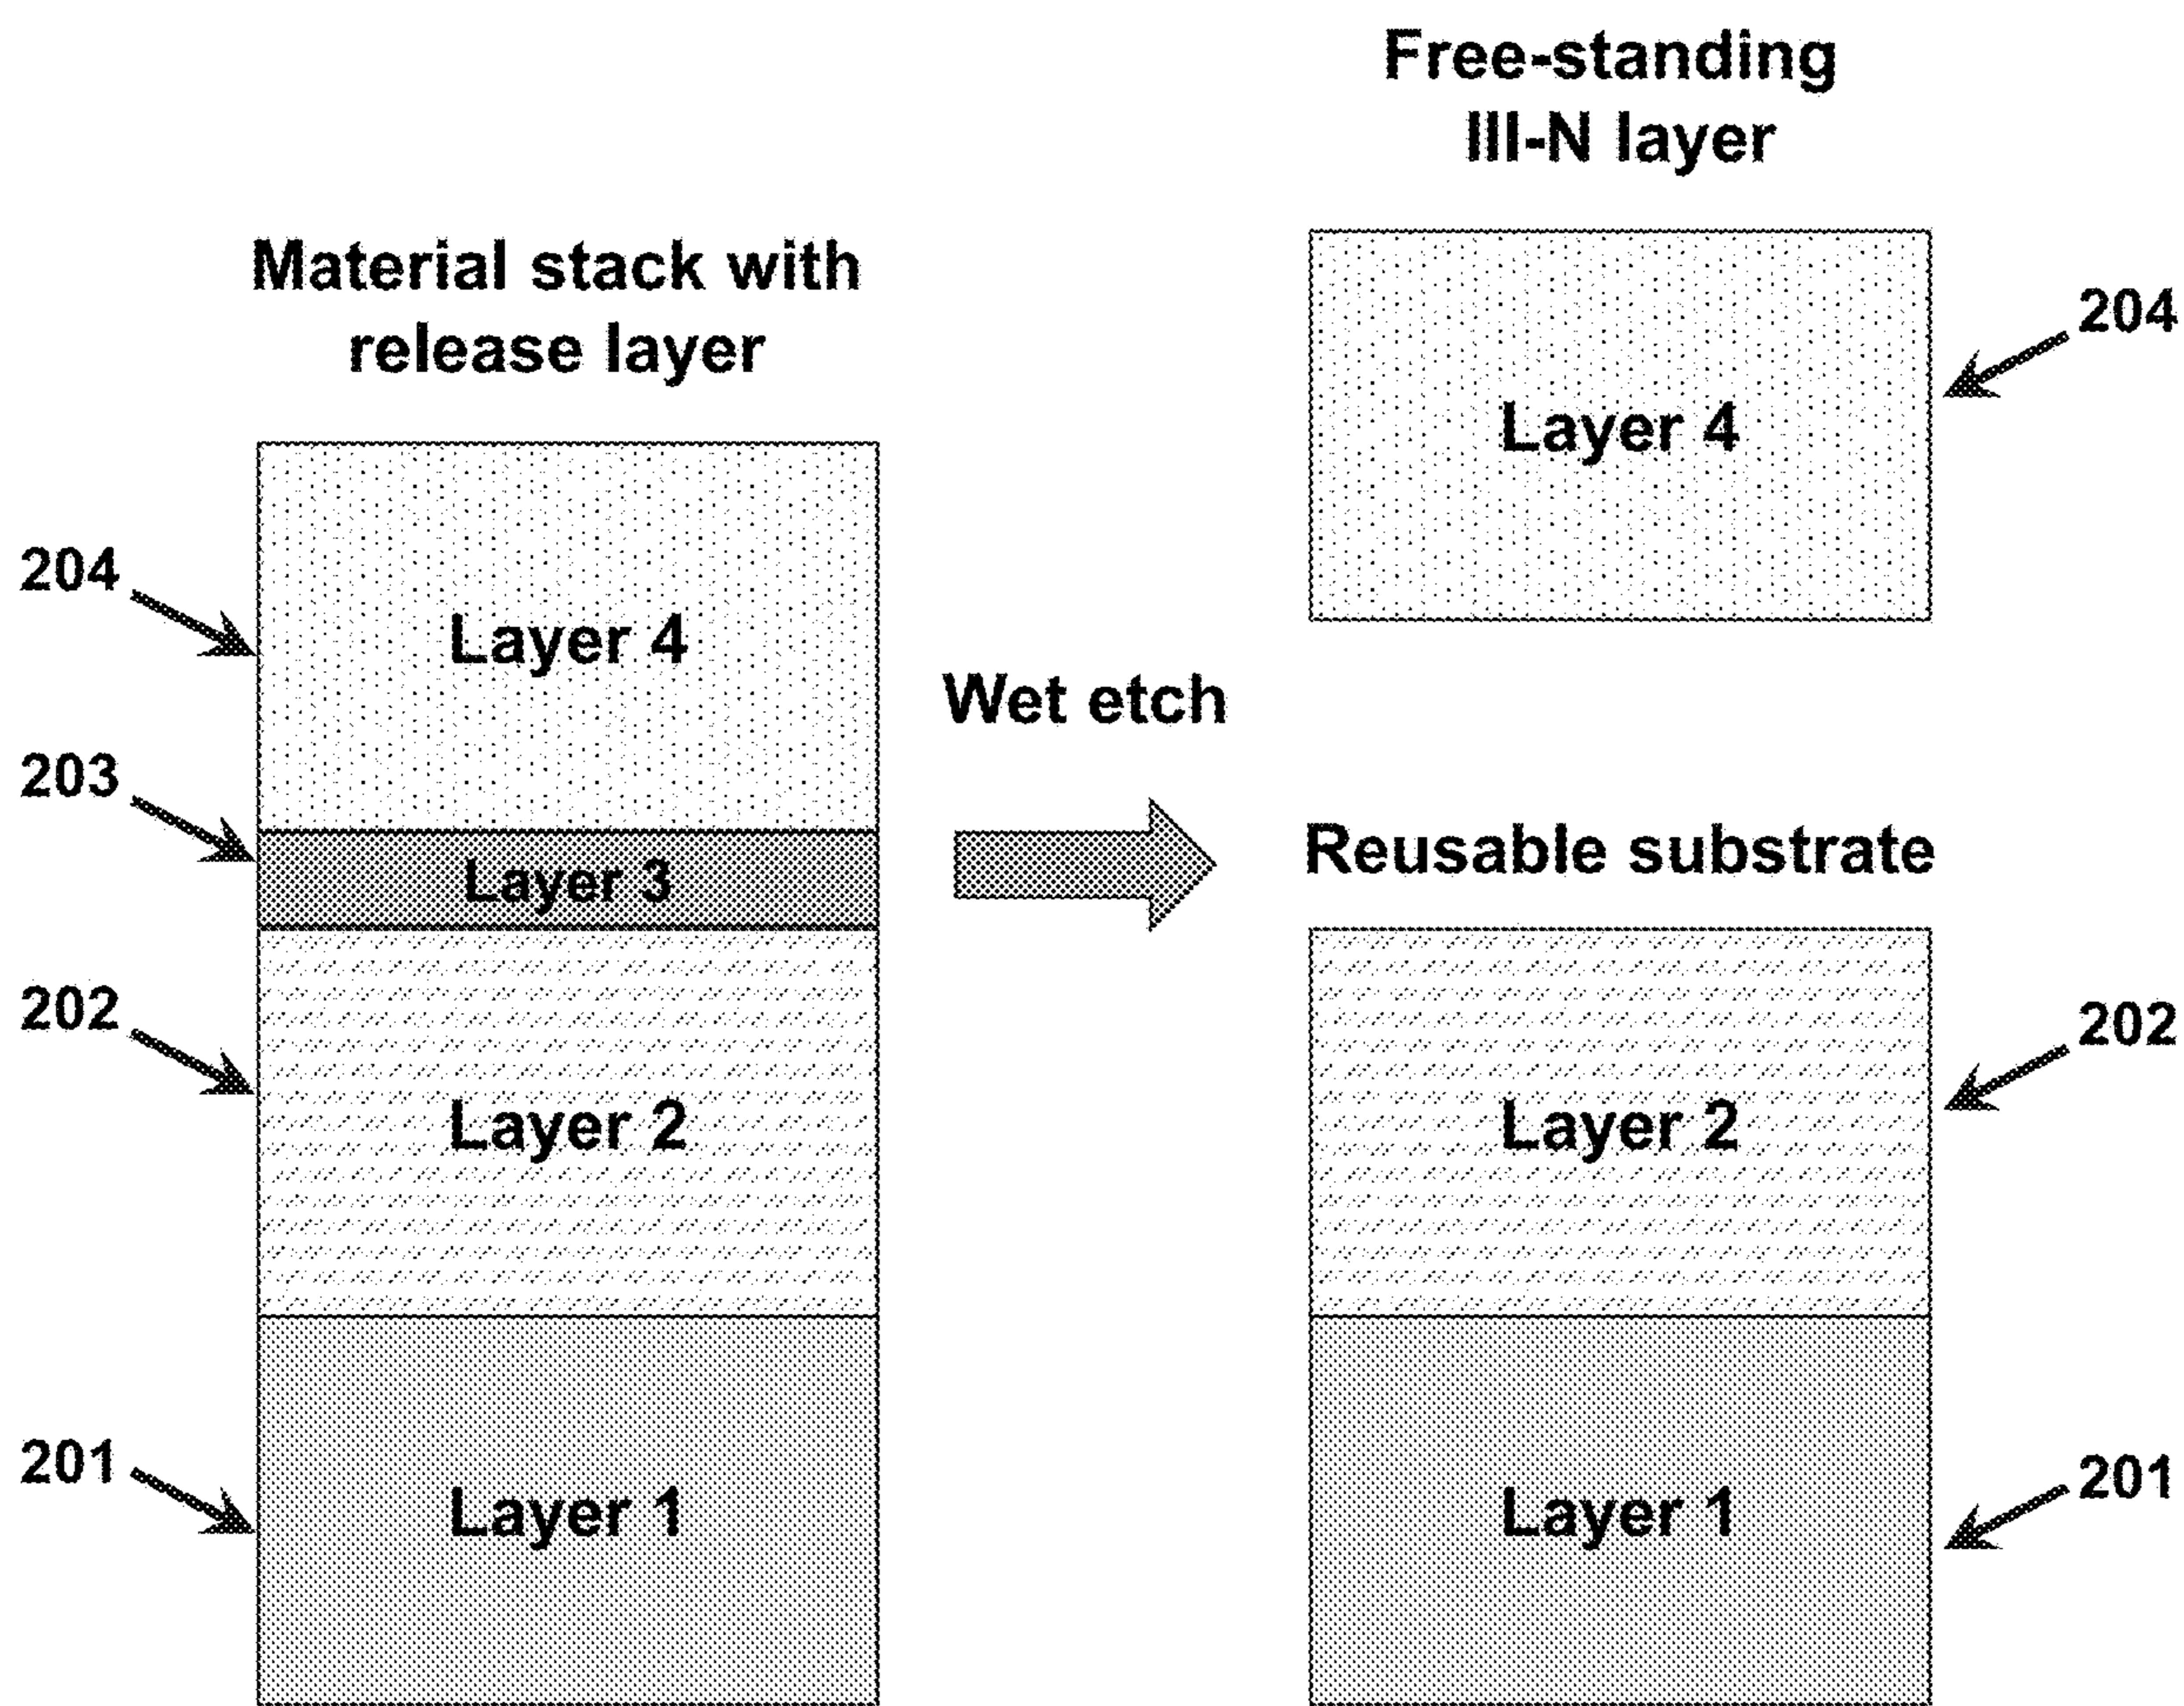 Free-standing
III-N layer
Material stack with
release layer
204
Layer 4
204
Layer 4
Wet etch
203
Layer 3
Reusable substrate
202
Layer 2
Layer 2
202
201
Layer 1
Layer 1
201